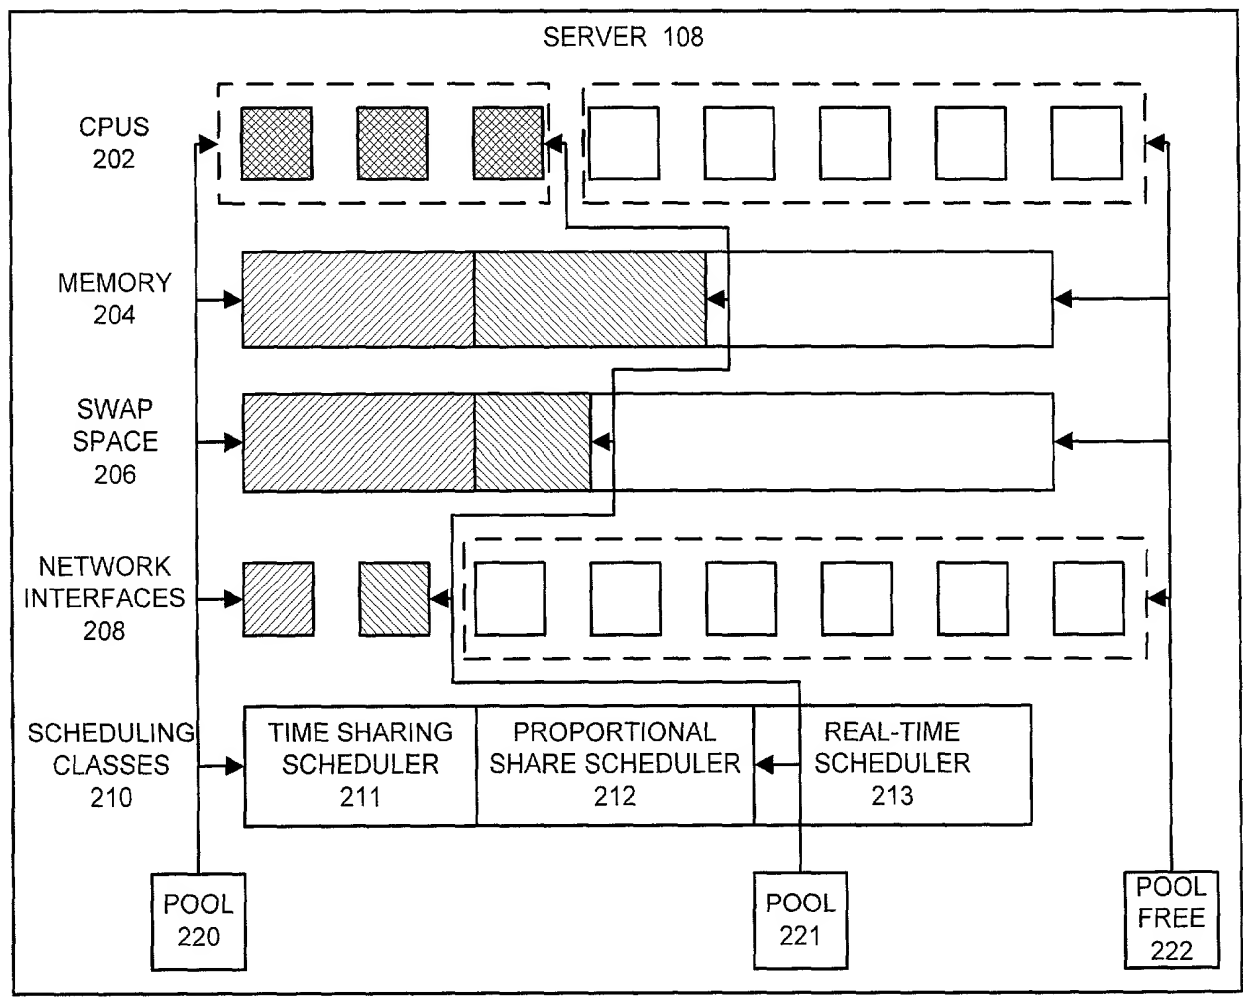 SERVER 108
CPUS
202
MEMORY
204
SWAP
SPACE
206
NETWORK
INTERFACES
208
SCHEDULING
CLASSES
210
TIME SHARING
SCHEDULER
211
PROPORTIONAL
SHARE SCHEDULER
212
REAL-TIME
SCHEDULER
213
POOL
220
POOL
221
POOL
FREE
222